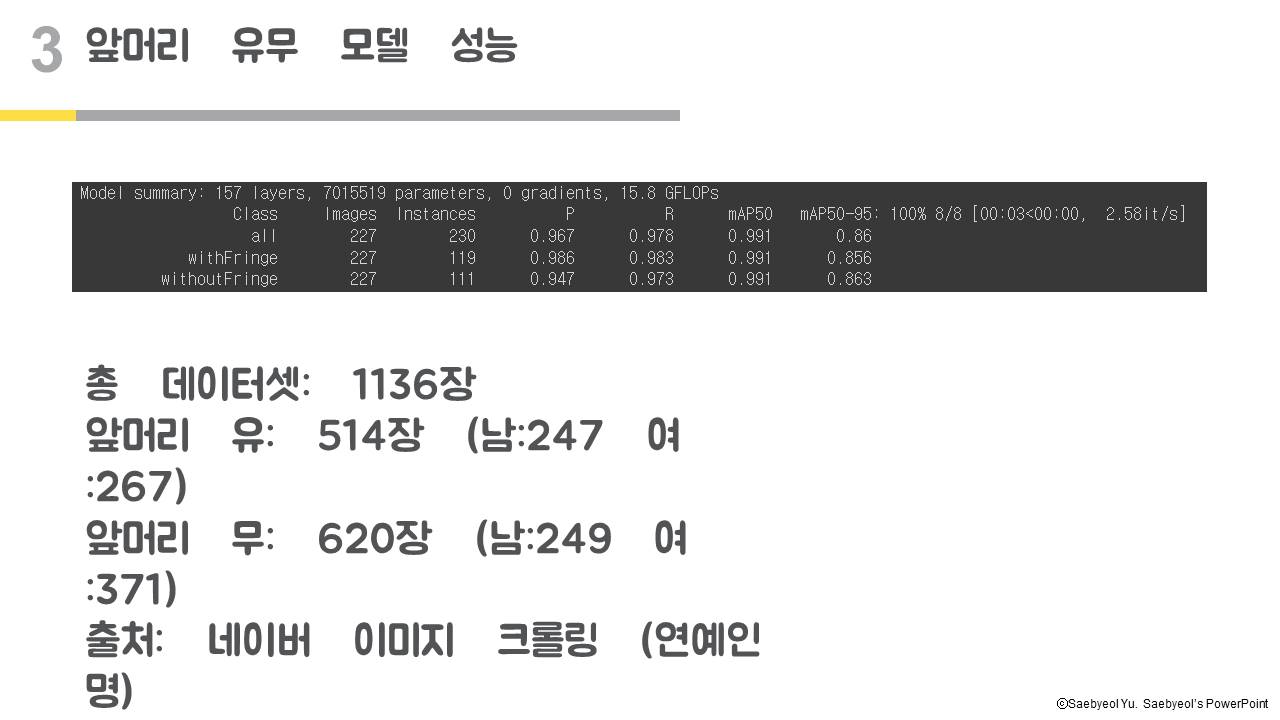 3 앞머리 유무 모델 성능
Model summary: 157 layers, 7015519 parameters, 0 gradients, 15.8 GFLOPs
Class Images Instances P R mAP50 mAP50-95: 100% 8/8 [00:03<00:00, 2.58it/s]
all 227 230 0.967 0.978 0.991 0.86
withFringe 227 119 0.986 0.983 0.991 0.856
withoutFringe 227 111 0.947 0.973 0.991 0.863
총 데이터셋: 1136장
앞머리 유: 514장 (남:247 여
:267)
앞머리 무: 620장 (남:249 여
:371)
출처: 네이버 이미지 크롤링 (연예인
명)
ⓒSaebyeol Yu. Saebyeol's PowerPoint